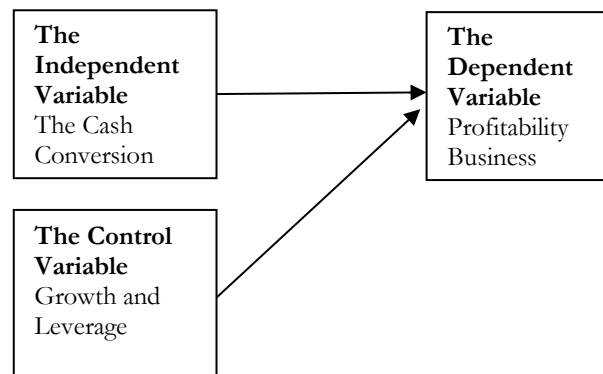 The
Independent
Variable
The Cash
Conversion
The
Dependent
Variable
Profitability
Business
The Control
Variable
Growth and
Leverage